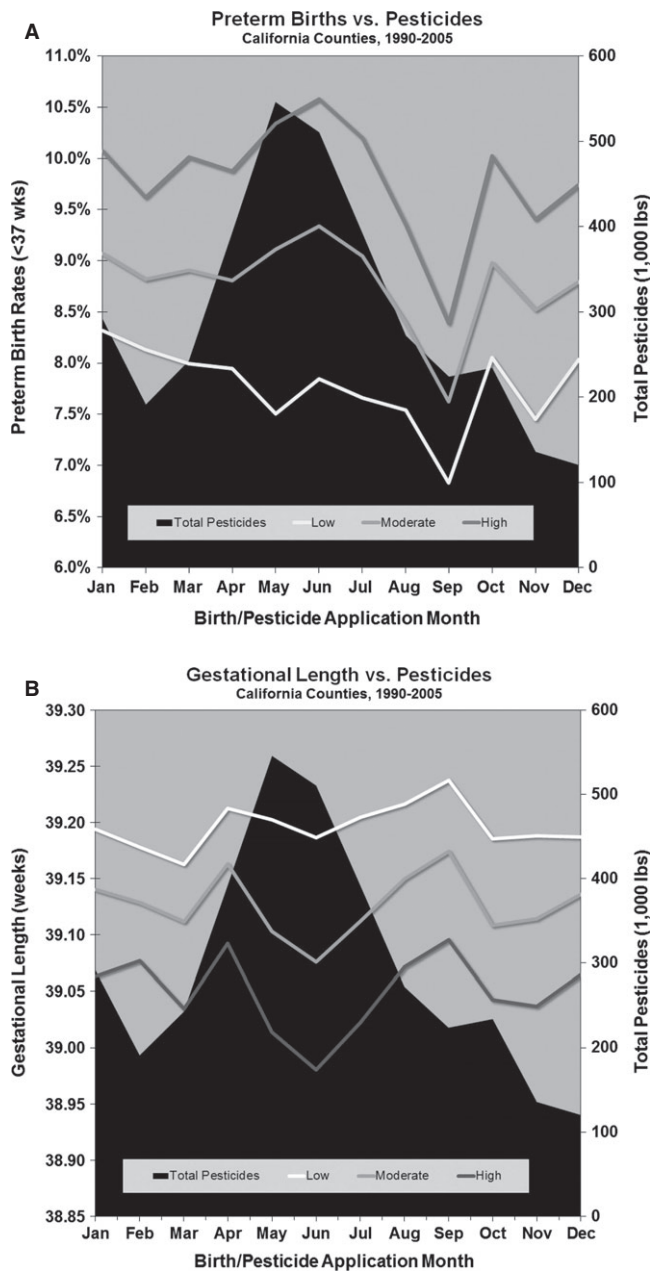 A
Preterm Births vs. Pesticides
California Counties, 1990-2005
11.0%
10.5%
10.0%
9.5%
9.0%
8.5%
8.0%
7.5%
7.0%
6.5%
6.0%
Preterm Birth Rates (<37 wks)
600
500
400
300
200
100
0
Total Pesticides (1,000 lbs)
Total Pesticides Low Moderate High
Jan Feb Mar Apr May Jun Jul Aug Sep Oct Nov Dec
Birth/Pesticide Application Month
B
Gestational Length vs. Pesticides
California Counties, 1990-2005
39.30
39.25
39.20
39.15
39.10
39.05
39.00
38.95
38.90
38.85
Gestational Length (weeks)
600
500
400
300
200
100
0
Total Pesticides (1,000 lbs)
Total Pesticides Low Moderate High
Jan Feb Mar Apr May Jun Jul Aug Sep Oct Nov Dec
Birth/Pesticide Application Month